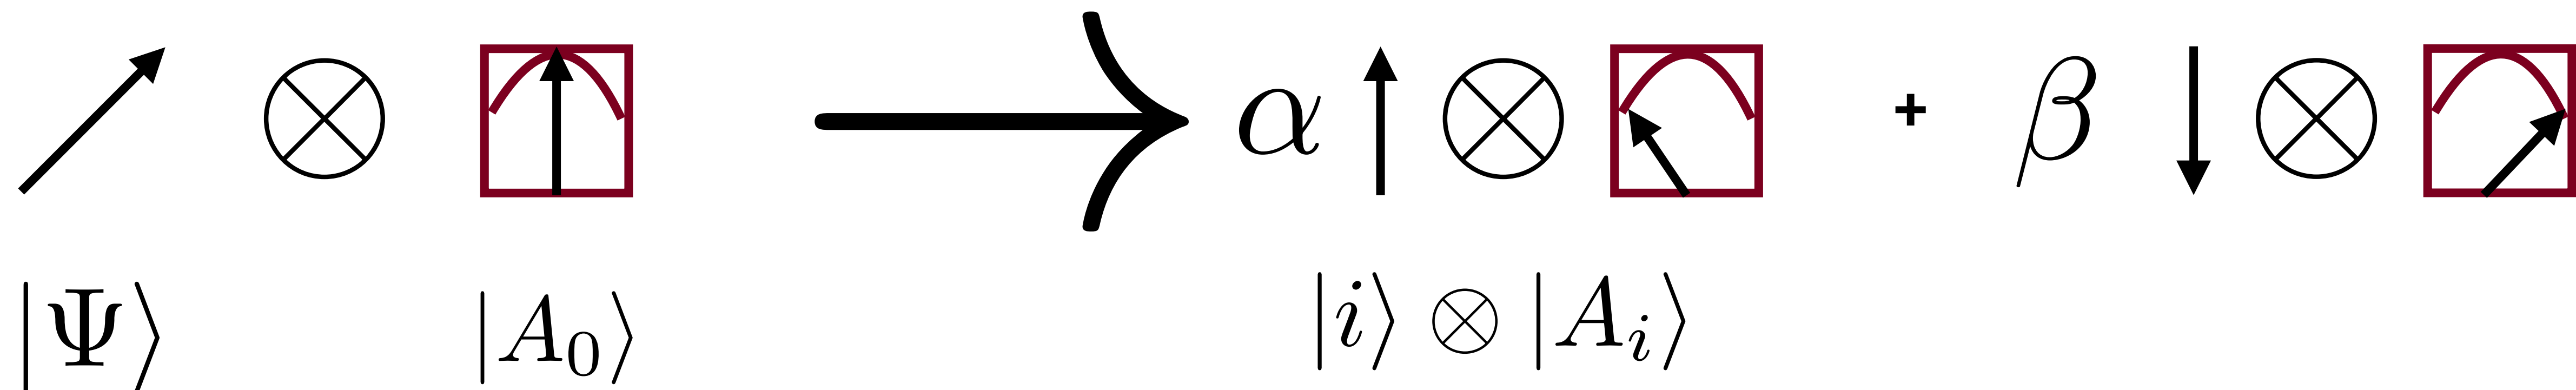 ⊗ → α ⊗ + β ⊗
|Ψ⟩ |A₀⟩ |i⟩ ⊗ |Aᵢ⟩